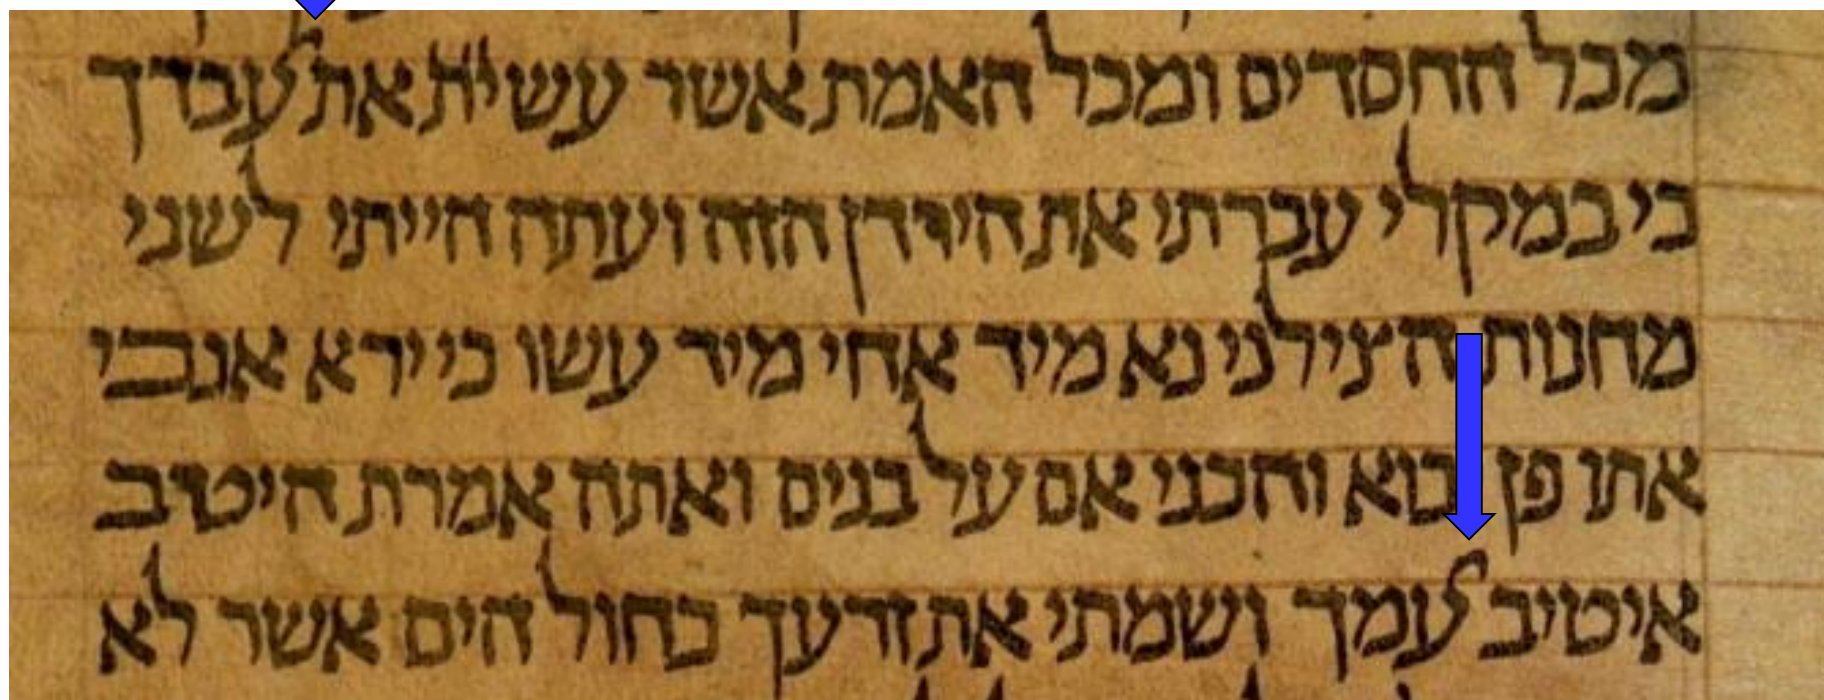 מכל החסדים ומכל האמת אשר עשית את עבדך
כי במקלי עברתי את הירדן הזה ועתה הייתי לשני
מחנות הצילני נא מיד אחי מיד עשו כי ירא אנכי
אתו פן יבוא והכני אם על בנים ואתה אמרת היטיב
איטיב עמך ושמתי את זרעך כחול הים אשר לא